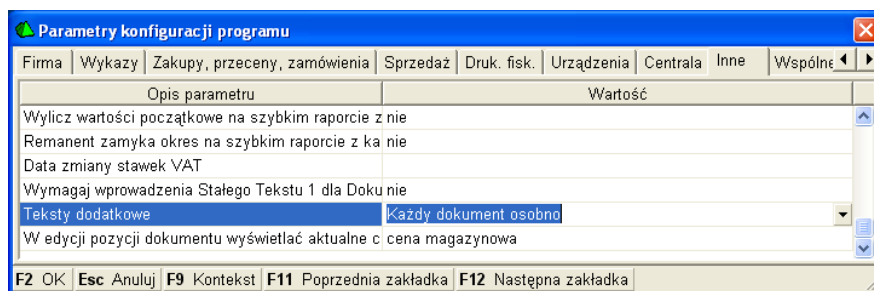 Parametry konfiguracji programu
Firma Wykazy Zakupy, przeceny, zamówienia Sprzedaż Druk. fisk. Urządzenia Centrala Inne Wspólne
Opis parametru Wartość
Wylicz wartości początkowe na szybkim raporcie z nie
Remanent zamyka okres na szybkim raporcie z ka nie
Data zmiany stawek VAT
Wymagaj wprowadzenia Stałego Tekstu 1 dla Doku nie
Teksty dodatkowe Każdy dokument osobno
W edycji pozycji dokumentu wyświetlać aktualne c cena magazynowa
F2 OK Esc Anuluj F9 Kontekst F11 Poprzednia zakładka F12 Następna zakładka